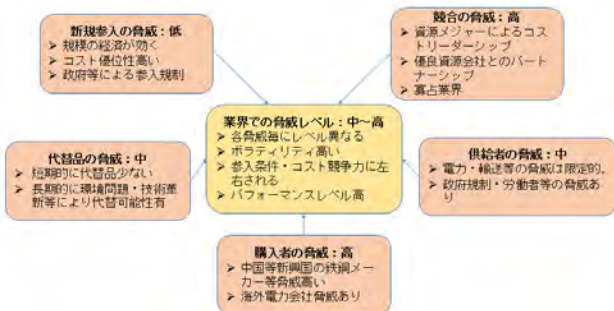 新規参入の脅威：低
➢ 規模の経済が効く
➢ コスト優位性高い
➢ 政府等による参入規制
競合の脅威：高
➢ 資源メジャーによるコス
トリーダーシップ
➢ 優良資源会社とのパート
ナーシップ
➢ 寡占業界
業界での脅威レベル：中～高
➢ 各脅威毎にレベル異なる
➢ ボラティリティ高い
➢ 参入条件・コスト競争力に左
右される
➢ パフォーマンスレベル高
代替品の脅威：中
➢ 短期的に代替品少ない
➢ 長期的に環境問題・技術革
新等により代替可能性有
供給者の脅威：中
➢ 電力・輸送等の脅威は限定的、
➢ 政府規制・労働者等の脅威あ
り
購入者の脅威：高
➢ 中国等新興国の鉄鋼メー
カー等脅威高い
➢ 海外電力会社脅威あり